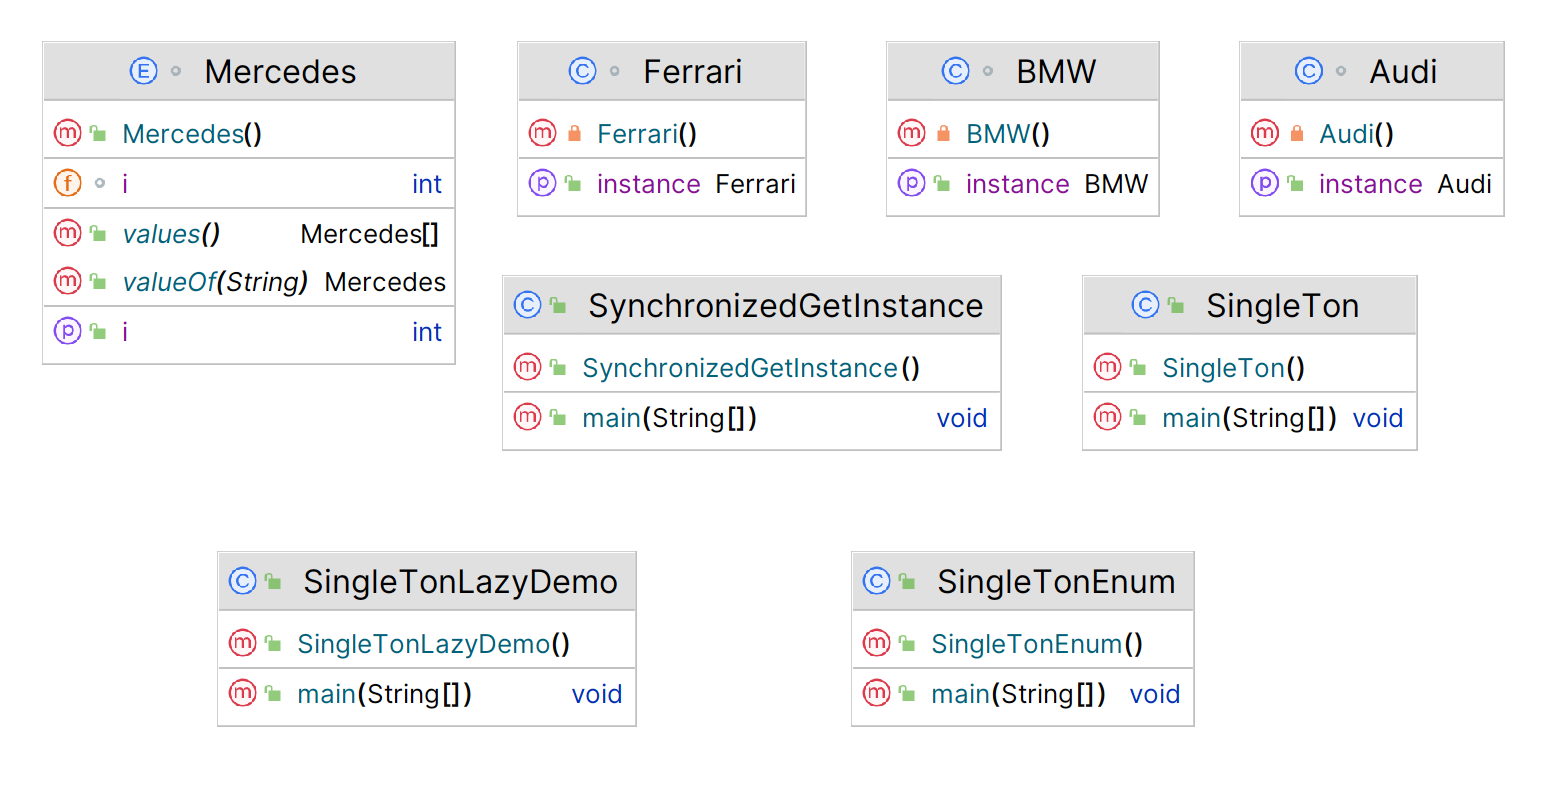 E Mercedes
m Mercedes()
f i int
m values() Mercedes[]
m valueOf(String) Mercedes
p i int
C Ferrari
m Ferrari()
p instance Ferrari
C BMW
m BMW()
p instance BMW
C Audi
m Audi()
p instance Audi
C SynchronizedGetInstance
m SynchronizedGetInstance()
m main(String[]) void
C SingleTon
m SingleTon()
m main(String[]) void
C SingleTonLazyDemo
m SingleTonLazyDemo()
m main(String[]) void
C SingleTonEnum
m SingleTonEnum()
m main(String[]) void